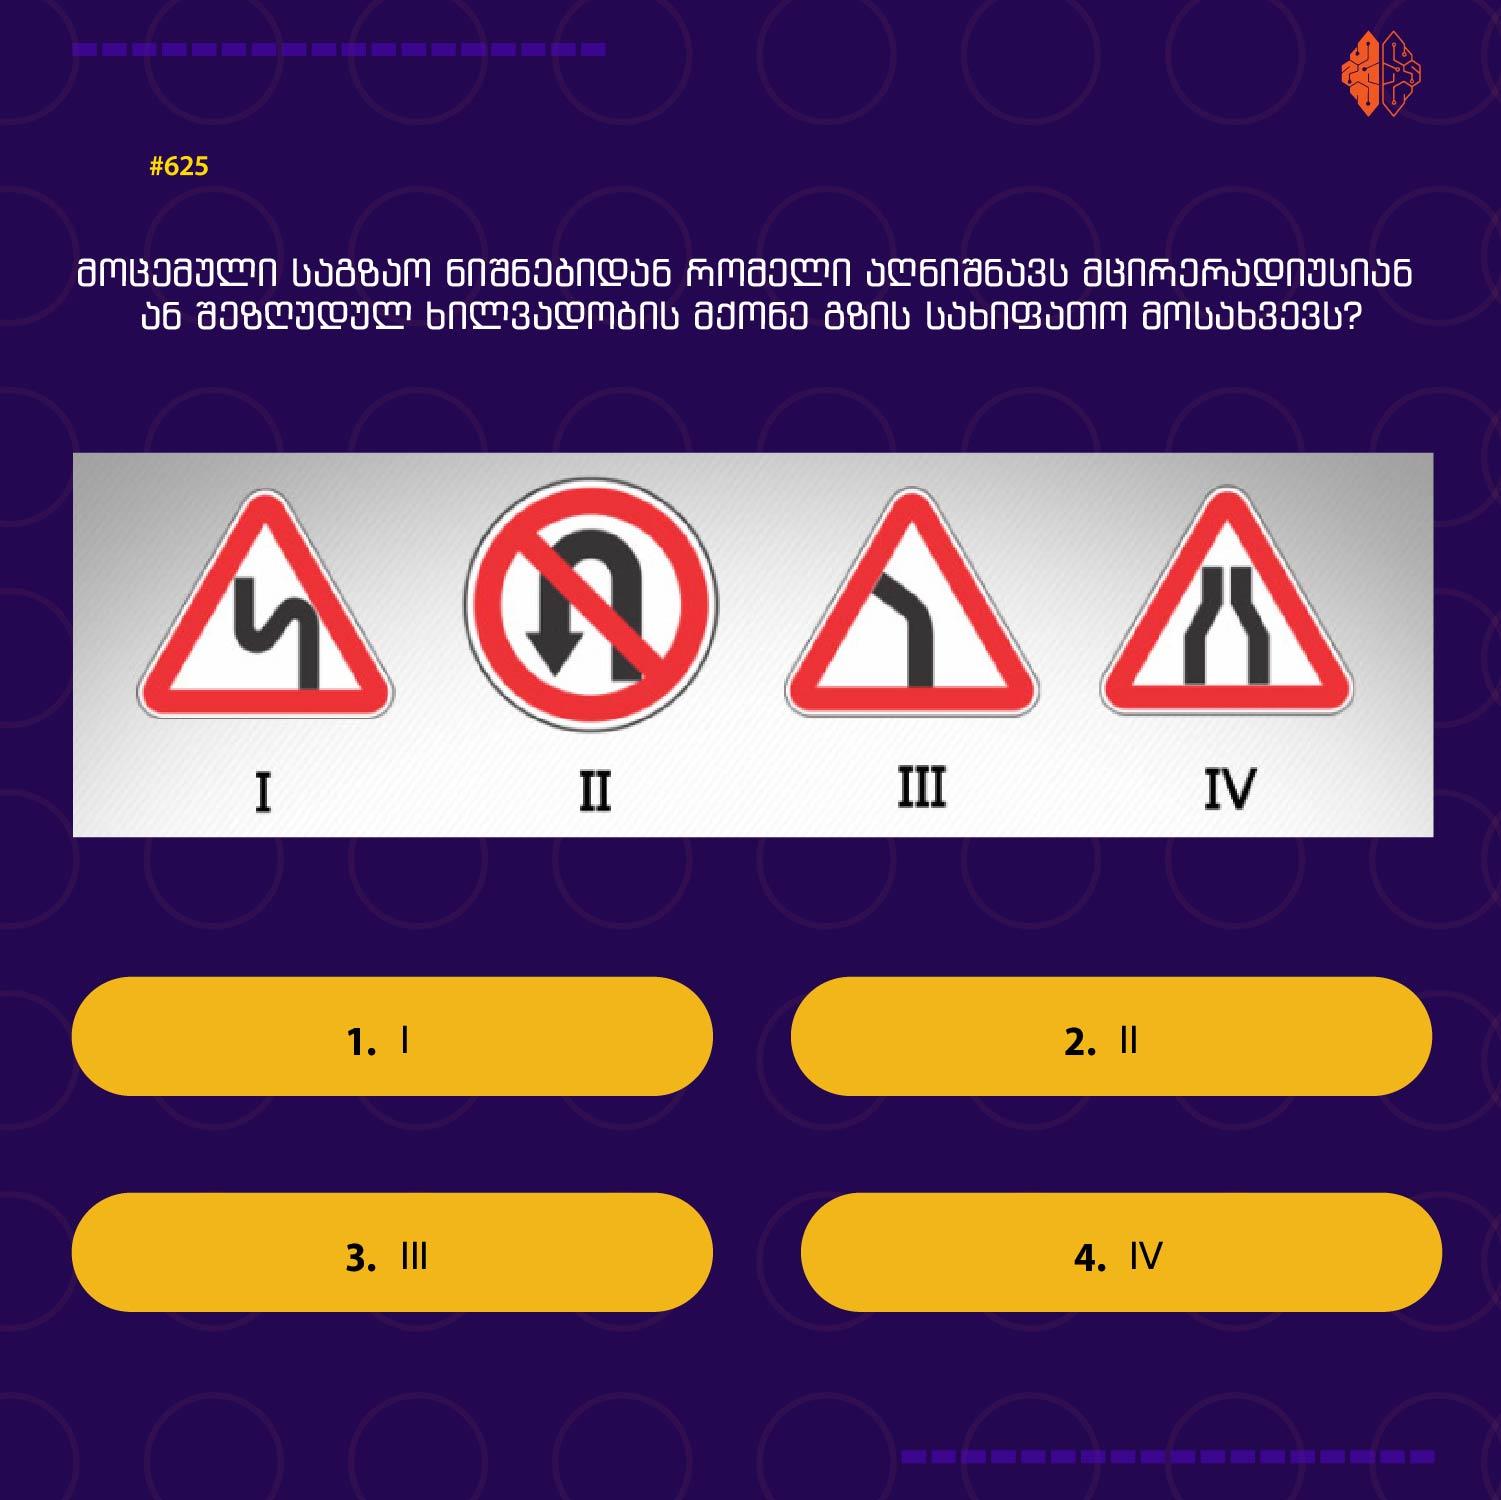 #625
მოცემული საგზაო ნიშნებიდან რომელი აღნიშნავს მცირერადიუსიან
ან შეზღუდულ ხილვადობის მქონე გზის სახიფათო მოსახვევს?
I II III IV
1. I
2. II
3. III
4. IV